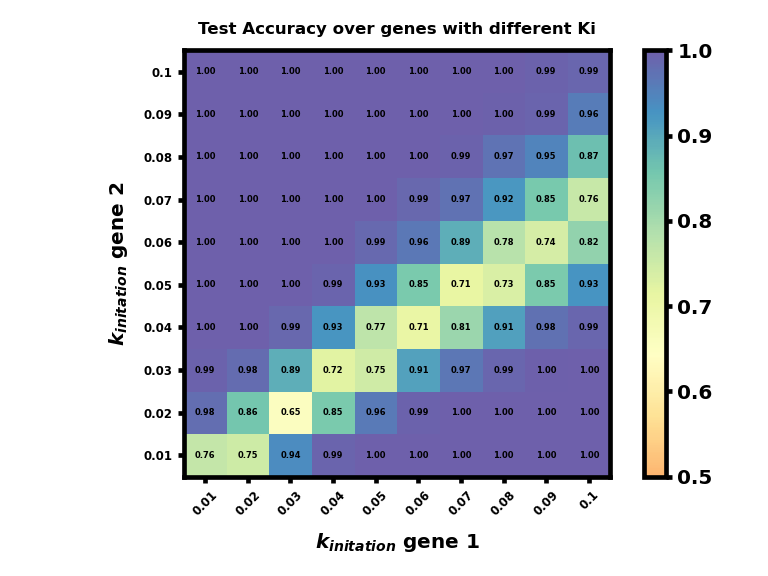 Test Accuracy over genes with different Ki
0.1 1.00 1.00 1.00 1.00 1.00 1.00 1.00 1.00 0.99 0.99
0.09 1.00 1.00 1.00 1.00 1.00 1.00 1.00 1.00 0.99 0.96
0.08 1.00 1.00 1.00 1.00 1.00 1.00 0.99 0.97 0.95 0.87
0.07 1.00 1.00 1.00 1.00 1.00 0.99 0.97 0.92 0.85 0.76
0.06 1.00 1.00 1.00 1.00 0.99 0.96 0.89 0.78 0.74 0.82
0.05 1.00 1.00 1.00 0.99 0.93 0.85 0.71 0.73 0.85 0.93
0.04 1.00 1.00 0.99 0.93 0.77 0.71 0.81 0.91 0.98 0.99
0.03 0.99 0.98 0.89 0.72 0.75 0.91 0.97 0.99 1.00 1.00
0.02 0.98 0.86 0.65 0.85 0.96 0.99 1.00 1.00 1.00 1.00
0.01 0.76 0.75 0.94 0.99 1.00 1.00 1.00 1.00 1.00 1.00
0.01 0.02 0.03 0.04 0.05 0.06 0.07 0.08 0.09 0.1
kinitation gene 1
kinitation gene 2
1.0
0.9
0.8
0.7
0.6
0.5